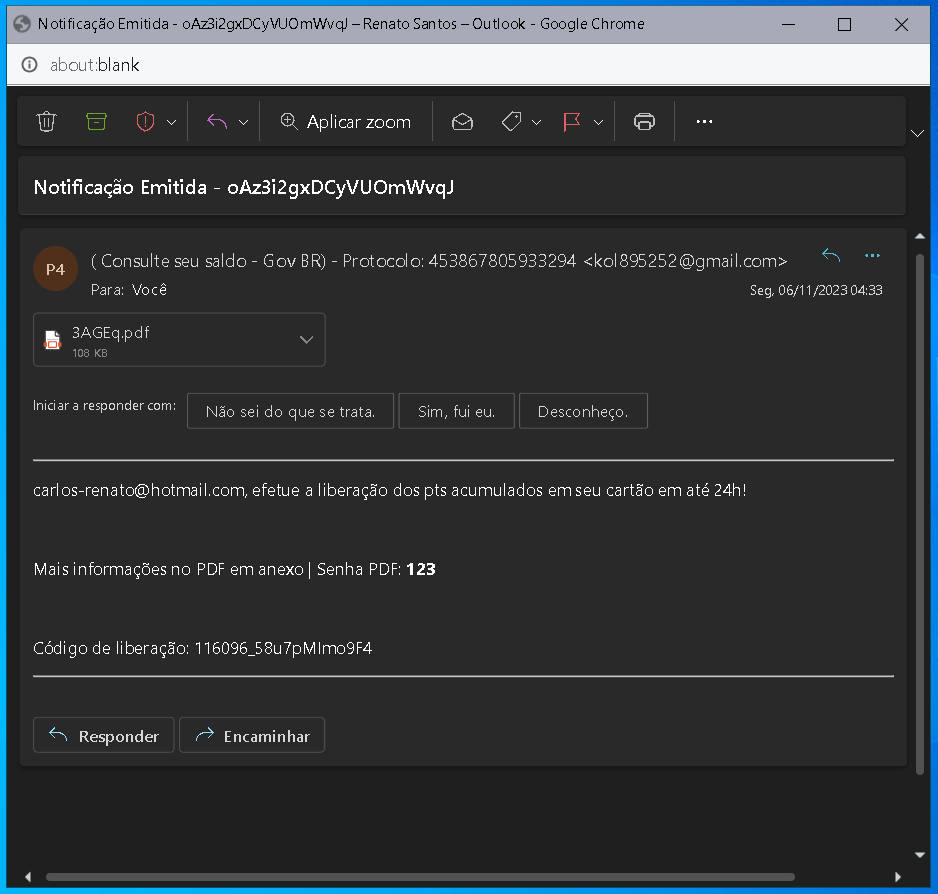 Notificação Emitida - oAz3i2gxDCyVUOmWvqJ – Renato Santos – Outlook - Google Chrome
about:blank
Aplicar zoom
Notificação Emitida - oAz3i2gxDCyVUOmWvqJ
P4
( Consulte seu saldo - Gov BR) - Protocolo: 453867805933294 <kol895252@gmail.com>
Para: Você
Seg, 06/11/2023 04:33
3AGEq.pdf
108 KB
Iniciar a responder com:
Não sei do que se trata.
Sim, fui eu.
Desconheço.
carlos-renato@hotmail.com, efetue a liberação dos pts acumulados em seu cartão em até 24h!
Mais informações no PDF em anexo | Senha PDF: 123
Código de liberação: 116096_58u7pMImo9F4
Responder
Encaminhar